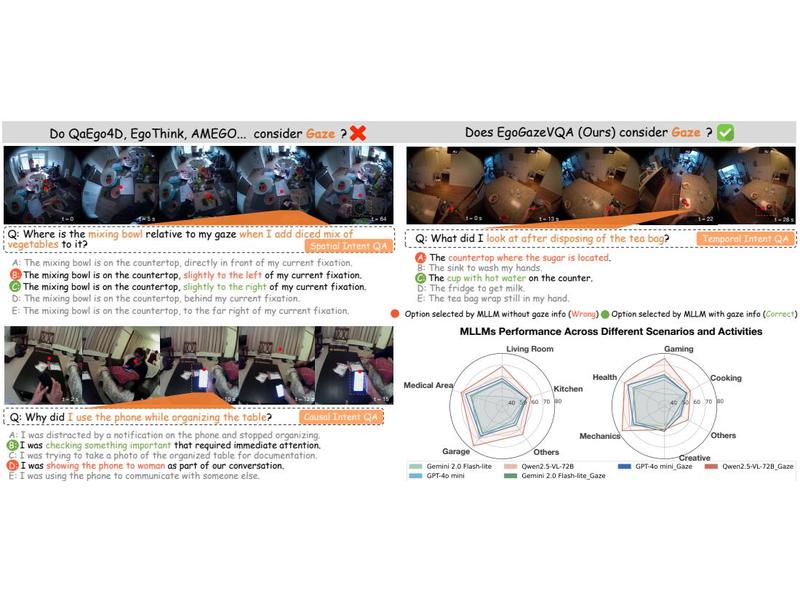 Do QaEgo4D, EgoThink, AMEGO... consider Gaze ?
t = 0
t = 5 s
t = 64
Q: Where is the mixing bowl relative to my gaze when I add diced mix of
vegetables to it?
Spatial Intent QA
A: The mixing bowl is on the countertop, directly in front of my current fixation.
B: The mixing bowl is on the countertop, slightly to the left of my current fixation.
C: The mixing bowl is on the countertop, slightly to the right of my current fixation.
D: The mixing bowl is on the countertop, behind my current fixation.
E: The mixing bowl is on the countertop, to the far right of my current fixation.
t = 2 s
10 s
t = 15
Q: Why did I use the phone while organizing the table?
Causal Intent QA
A: I was distracted by a notification on the phone and stopped organizing.
B: I was checking something important that required immediate attention.
C: I was trying to take a photo of the organized table for documentation.
D: I was showing the phone to woman as part of our conversation.
E: I was using the phone to communicate with someone else.
Does EgoGazeVQA (Ours) consider Gaze ?
t = 0 s
t = 13 s
t = 22
t = 28 s
Q: What did I look at after disposing of the tea bag?
Temporal Intent QA
A: The countertop where the sugar is located.
B: The sink to wash my hands.
C: The cup with hot water on the counter.
D: The fridge to get milk.
E: The tea bag wrap still in my hand.
Option selected by MLLM without gaze info (Wrong)
Option selected by MLLM with gaze info (Correct)
MLLMs Performance Across Different Scenarios and Activities
Living Room
Kitchen
Medical Area
Garage
Others
40 50 60 70 80
Gaming
Cooking
Health
Mechanics
Others
Creative
40 50 60 70 80
Gemini 2.0 Flash-lite
Qwen2.5-VL-72B
GPT-4o mini_Gaze
Qwen2.5-VL-72B_Gaze
GPT-4o mini
Gemini 2.0 Flash-lite_Gaze